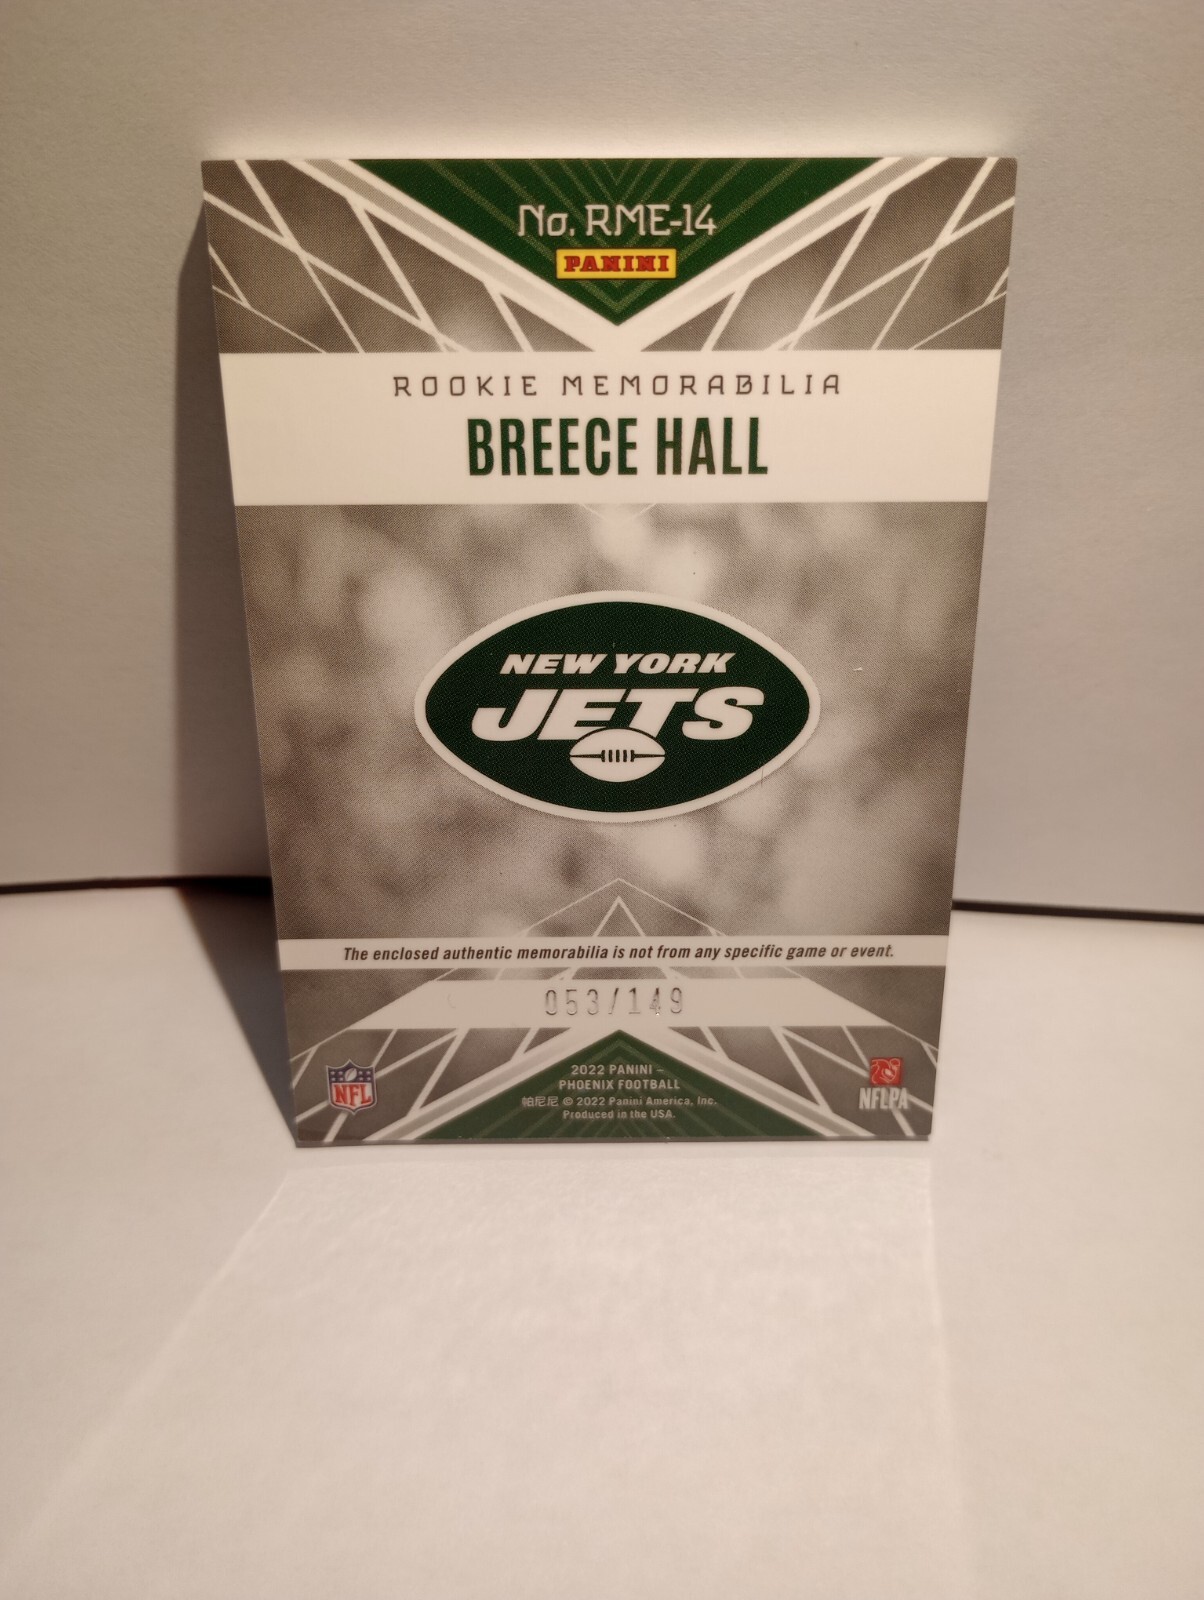 No. RME-14
PANINI
ROOKIE MEMORABILIA
BREECE HALL
NEW YORK
JETS
The enclosed authentic memorabilia is not from any specific game or event.
053/149
2022 PANINI –
PHOENIX FOOTBALL
帕尼尼 © 2022 Panini America, Inc.
Produced in the USA.
NFL
NFLPA